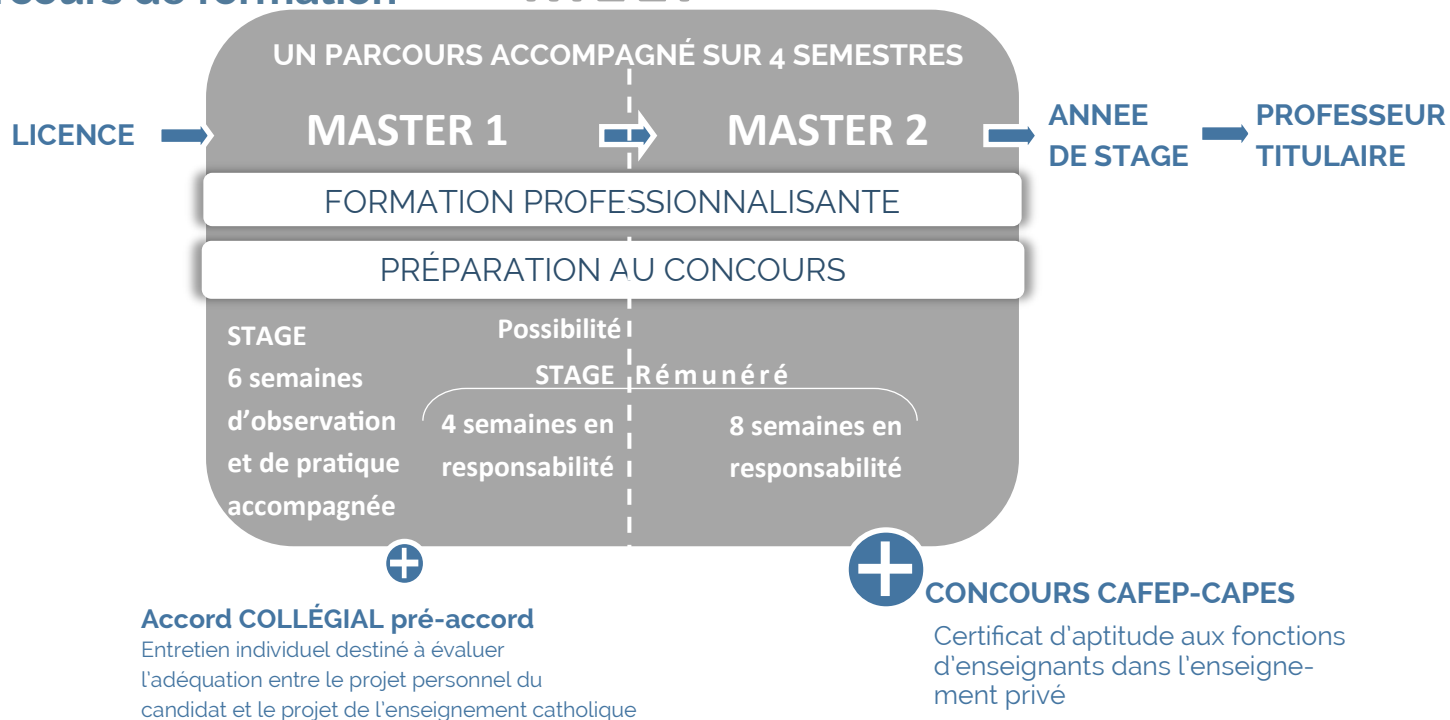 rcours de formation
UN PARCOURS ACCOMPAGNÉ SUR 4 SEMESTRES
LICENCE
MASTER 1
MASTER 2
ANNEE
DE STAGE
PROFESSEUR
TITULAIRE
FORMATION PROFESSIONNALISANTE
PRÉPARATION AU CONCOURS
STAGE
6 semaines
d'observation
et de pratique
accompagnée
Possibilité
STAGE Rémunéré
4 semaines en
responsabilité
8 semaines en
responsabilité
Accord COLLÉGIAL pré-accord
Entretien individuel destiné à évaluer
l'adéquation entre le projet personnel du
candidat et le projet de l'enseignement catholique
CONCOURS CAFEP-CAPES
Certificat d'aptitude aux fonctions
d'enseignants dans l'enseigne-
ment privé